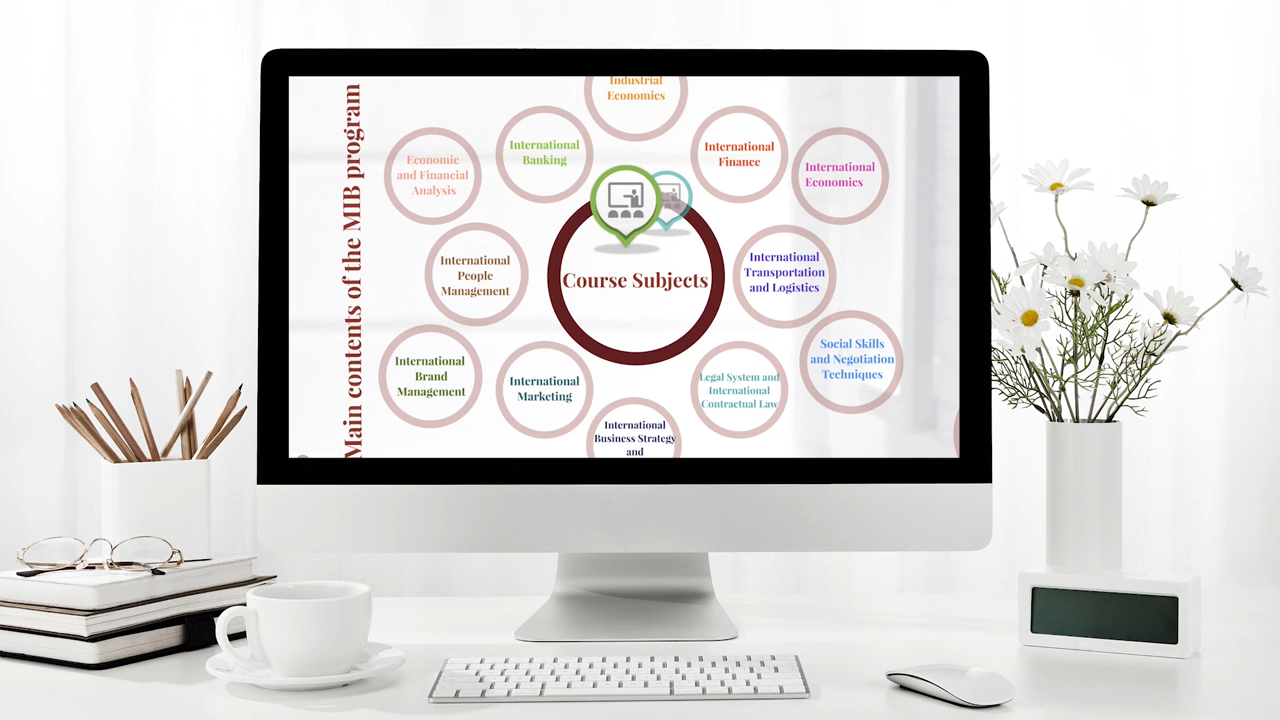 Main contents of the MIB program
Industrial
Economics
International
Banking
International
Finance
Economic
and Financial
Analysis
International
Economics
International
People
Management
Course Subjects
International
Transportation
and Logistics
International
Brand
Management
International
Marketing
Legal System and
International
Contractual Law
Social Skills
and Negotiation
Techniques
International
Business Strategy
and